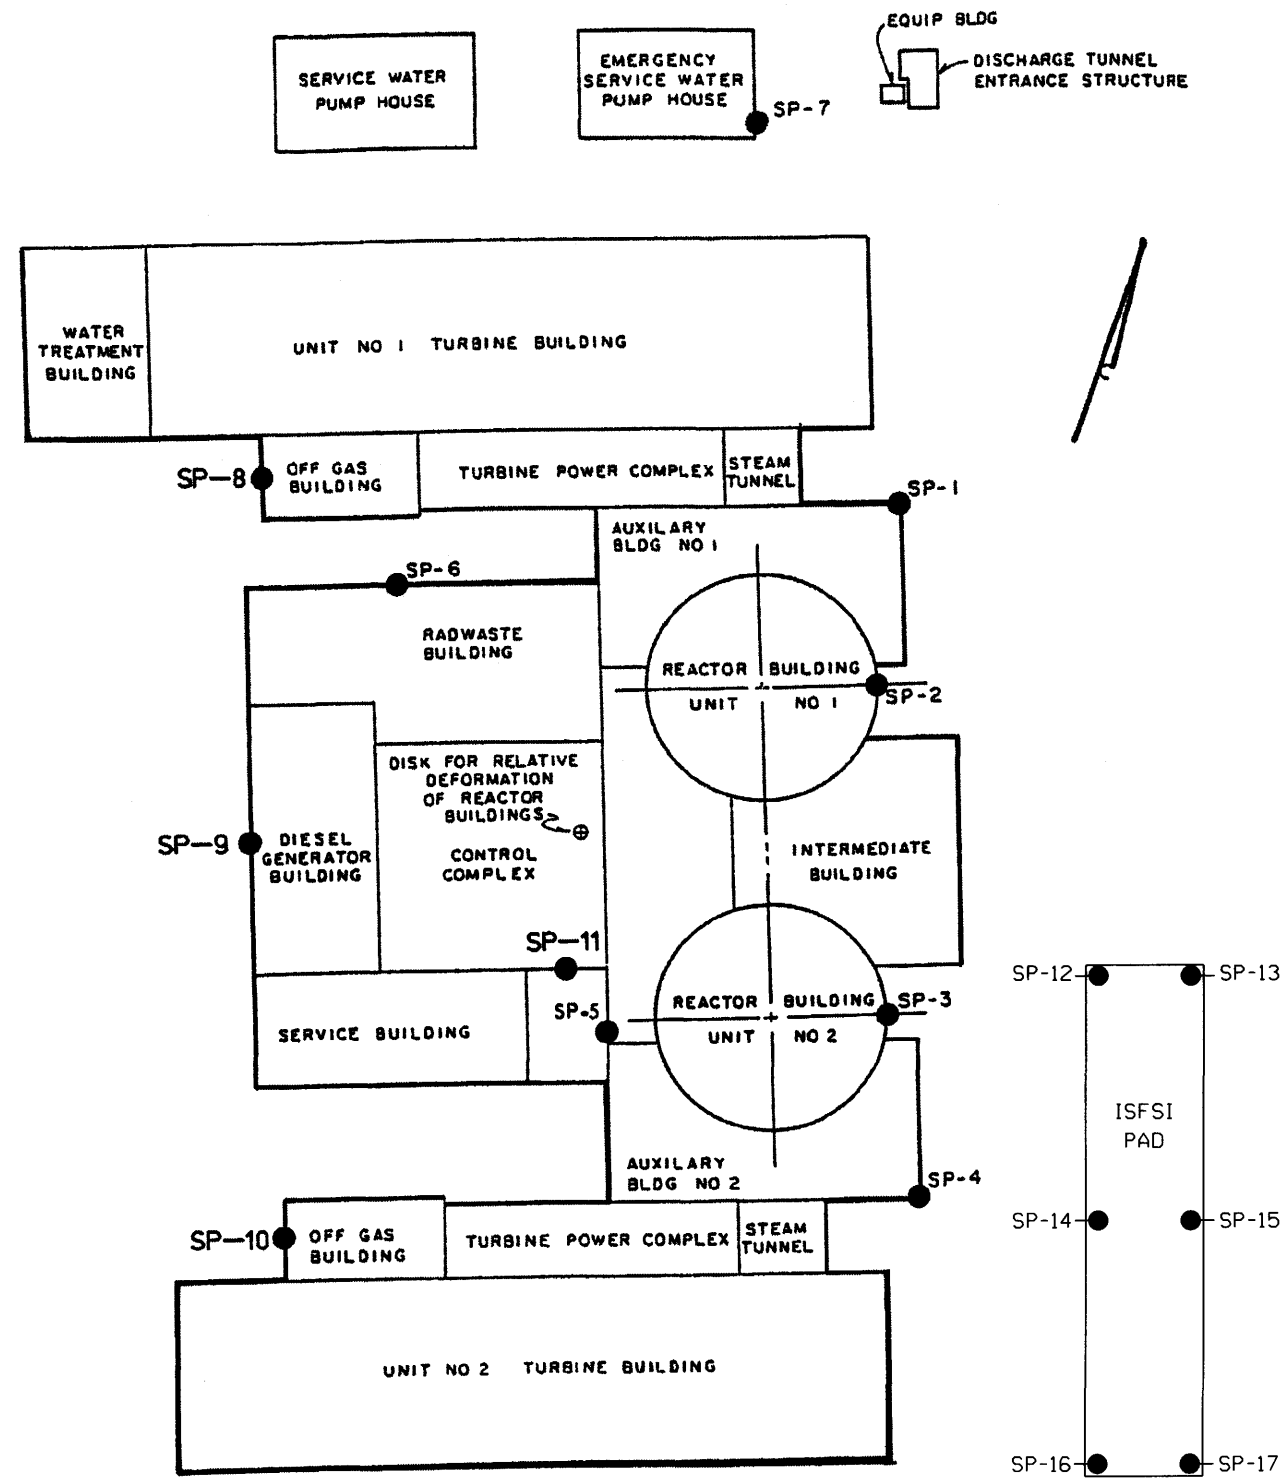 EQUIP BLDG
SERVICE WATER
PUMP HOUSE
EMERGENCY
SERVICE WATER
PUMP HOUSE
SP-7
DISCHARGE TUNNEL
ENTRANCE STRUCTURE
WATER
TREATMENT
BUILDING
UNIT NO 1 TURBINE BUILDING
SP-8
OFF GAS
BUILDING
TURBINE POWER COMPLEX
STEAM
TUNNEL
SP-1
AUXILARY
BLDG NO 1
SP-6
RADWASTE
BUILDING
REACTOR BUILDING
UNIT NO 1
SP-2
DISK FOR RELATIVE
DEFORMATION
OF REACTOR
BUILDINGS
SP-9
DIESEL
GENERATOR
BUILDING
CONTROL
COMPLEX
INTERMEDIATE
BUILDING
SP-11
SP-5
SERVICE BUILDING
REACTOR BUILDING
UNIT NO 2
SP-3
SP-12
SP-13
ISFSI
PAD
AUXILARY
BLDG NO 2
SP-4
SP-14
SP-15
SP-10
OFF GAS
BUILDING
TURBINE POWER COMPLEX
STEAM
TUNNEL
UNIT NO 2 TURBINE BUILDING
SP-16
SP-17